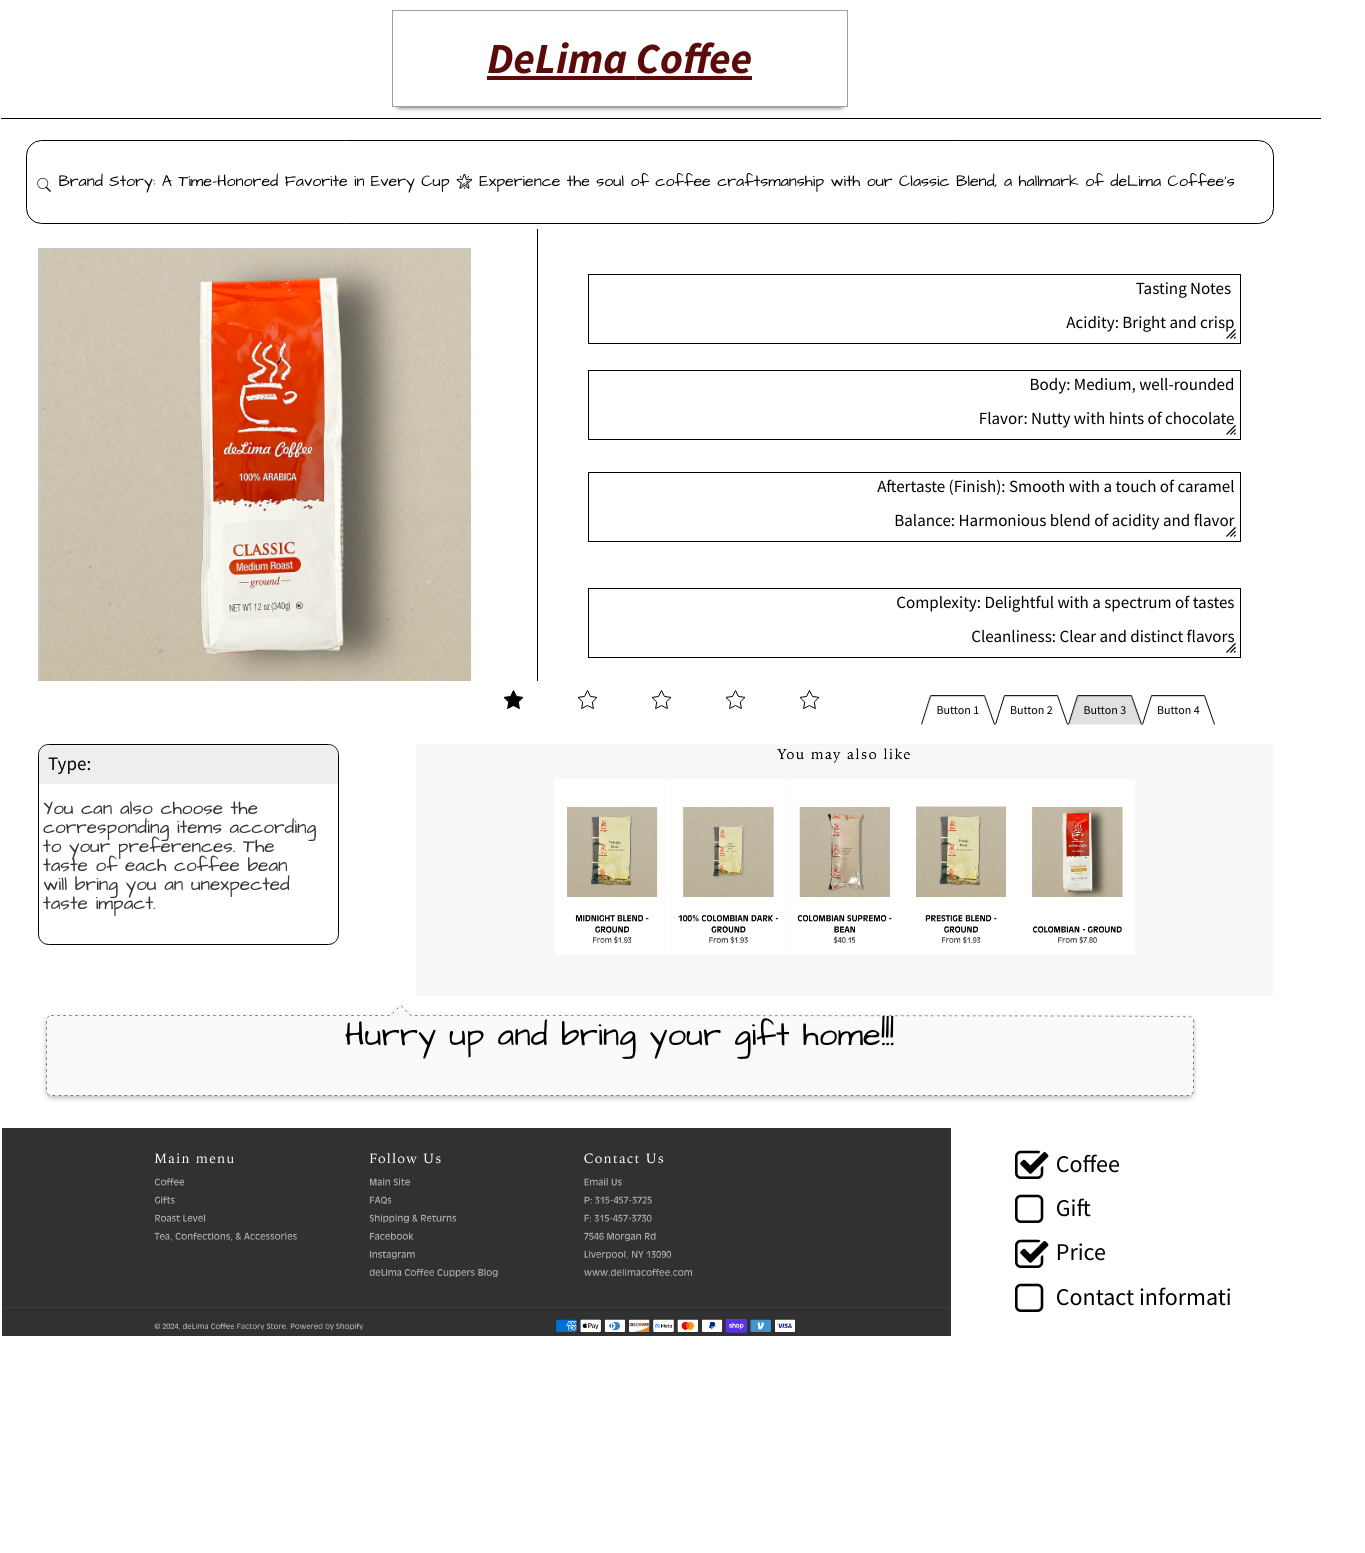 DeLima Coffee
Brand Story: A Time-Honored Favorite in Every Cup 🌟 Experience the soul of coffee craftsmanship with our Classic Blend, a hallmark of deLima Coffee's
deLima Coffee
100% ARABICA
CLASSIC
Medium Roast
ground
NET WT 12 oz (340g)
Tasting Notes
Acidity: Bright and crisp
Body: Medium, well-rounded
Flavor: Nutty with hints of chocolate
Aftertaste (Finish): Smooth with a touch of caramel
Balance: Harmonious blend of acidity and flavor
Complexity: Delightful with a spectrum of tastes
Cleanliness: Clear and distinct flavors
Button 1 Button 2 Button 3 Button 4
Type:
You can also choose the
corresponding items according
to your preferences. The
taste of each coffee bean
will bring you an unexpected
taste impact.
You may also like
MIDNIGHT BLEND -
GROUND
From $1.93
100% COLOMBIAN DARK -
GROUND
From $1.93
COLOMBIAN SUPREMO -
BEAN
$40.15
PRESTIGE BLEND -
GROUND
From $1.93
COLOMBIAN - GROUND
From $7.80
Hurry up and bring your gift home!!!
Main menu
Coffee
Gifts
Roast Level
Tea, Confections, & Accessories
Follow Us
Main Site
FAQs
Shipping & Returns
Facebook
Instagram
deLima Coffee Cuppers Blog
Contact Us
Email Us
P: 315-457-3725
F: 315-457-3730
7546 Morgan Rd
Liverpool, NY 13090
www.delimacoffee.com
© 2024, deLima Coffee Factory Store. Powered by Shopify
Pay DISCOVER Meta shop VISA
Coffee
Gift
Price
Contact informati